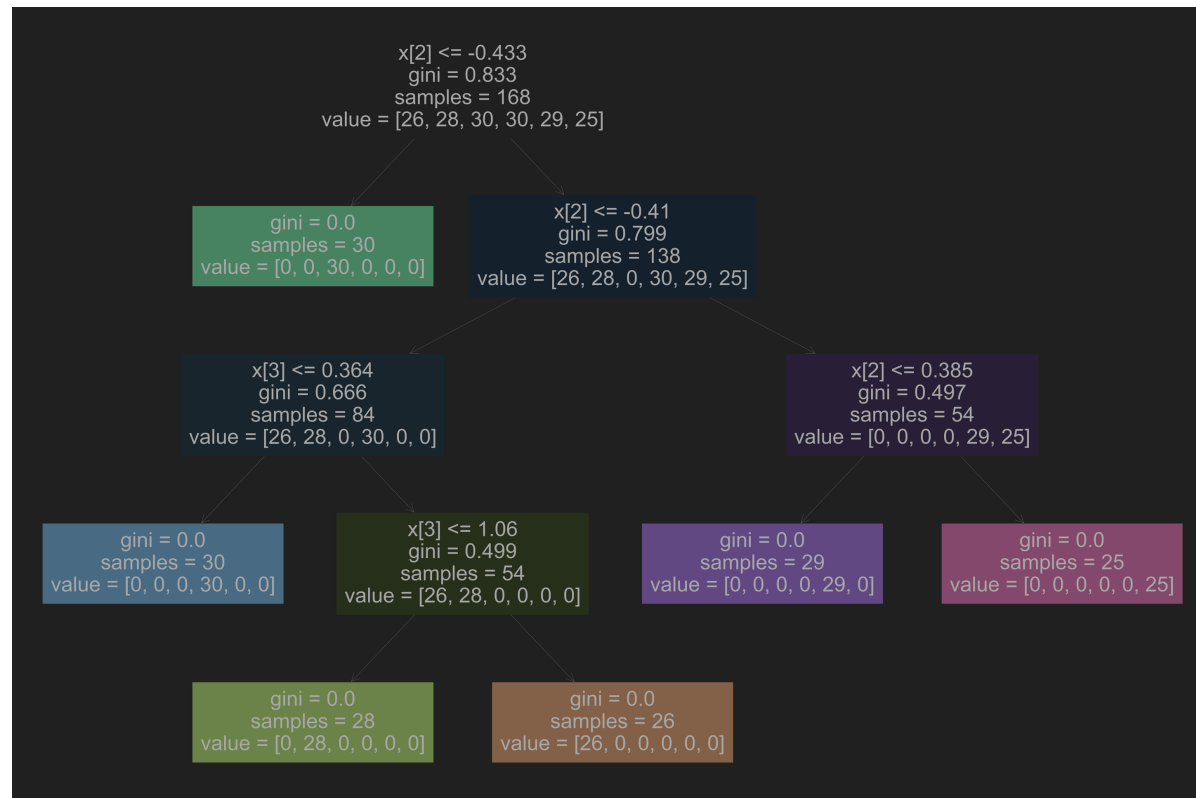 x[2] <= -0.433
gini = 0.833
samples = 168
value = [26, 28, 30, 30, 29, 25]
gini = 0.0
samples = 30
value = [0, 0, 30, 0, 0, 0]
x[2] <= -0.41
gini = 0.799
samples = 138
value = [26, 28, 0, 30, 29, 25]
x[3] <= 0.364
gini = 0.666
samples = 84
value = [26, 28, 0, 30, 0, 0]
x[2] <= 0.385
gini = 0.497
samples = 54
value = [0, 0, 0, 0, 29, 25]
gini = 0.0
samples = 30
value = [0, 0, 0, 30, 0, 0]
x[3] <= 1.06
gini = 0.499
samples = 54
value = [26, 28, 0, 0, 0, 0]
gini = 0.0
samples = 29
value = [0, 0, 0, 0, 29, 0]
gini = 0.0
samples = 25
value = [0, 0, 0, 0, 0, 25]
gini = 0.0
samples = 28
value = [0, 28, 0, 0, 0, 0]
gini = 0.0
samples = 26
value = [26, 0, 0, 0, 0, 0]